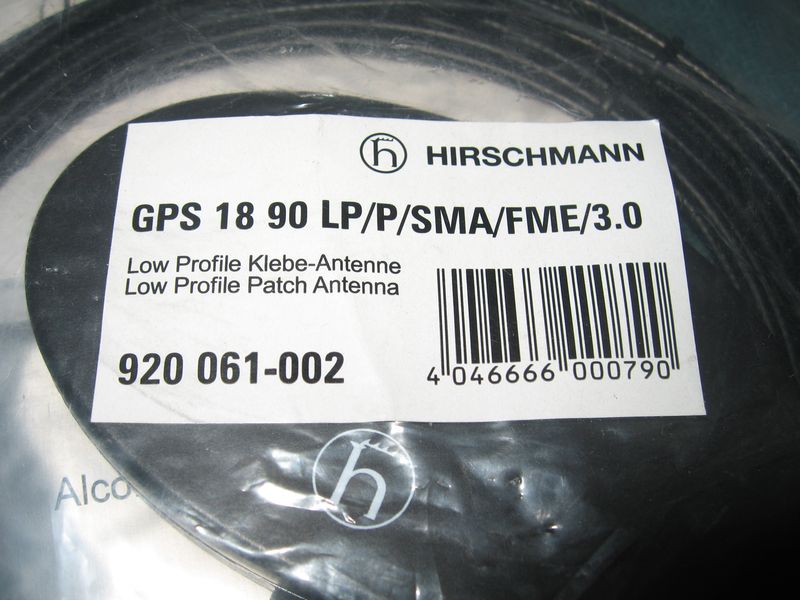 h HIRSCHMANN
GPS 18 90 LP/P/SMA/FME/3.0
Low Profile Klebe-Antenne
Low Profile Patch Antenna
920 061-002
4 046666 000790
Alco
h